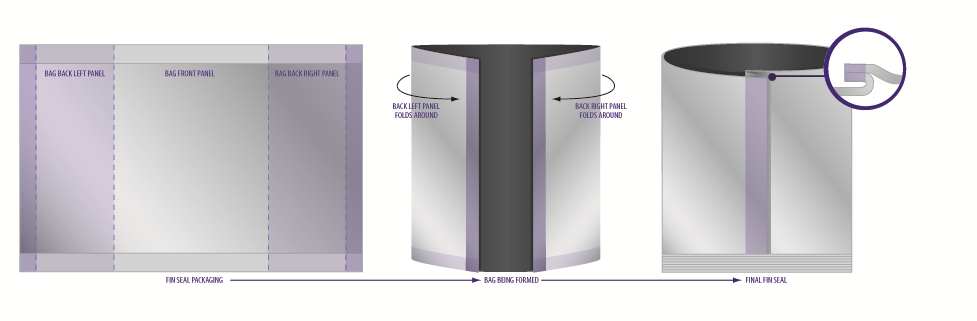 BAG BACK LEFT PANEL
BAG FRONT PANEL
BAG BACK RIGHT PANEL
BACK LEFT PANEL
FOLDS AROUND
BACK RIGHT PANEL
FOLDS AROUND
FIN SEAL PACKAGING
BAG BEING FORMED
FINAL FIN SEAL